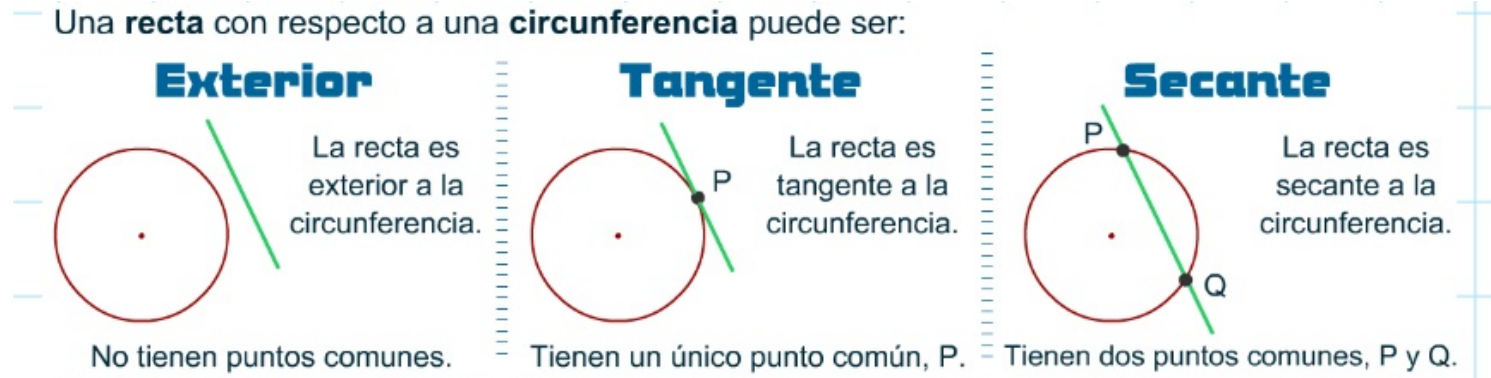 Una recta con respecto a una circunferencia puede ser:
Exterior
La recta es
exterior a la
circunferencia.
No tienen puntos comunes.
Tangente
P
La recta es
tangente a la
circunferencia.
Tienen un único punto común, P.
Secante
P
La recta es
secante a la
circunferencia.
Q
Tienen dos puntos comunes, P y Q.